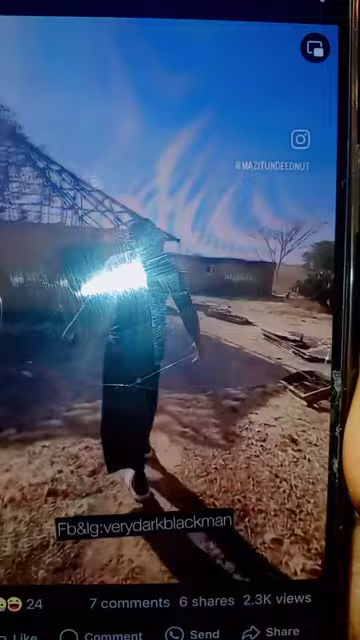 @MAZITUNDEEDNUT
Fb&Ig:verydarkblackman
24
7 comments 6 shares 2.3K views
Like
Comment
Send
Share